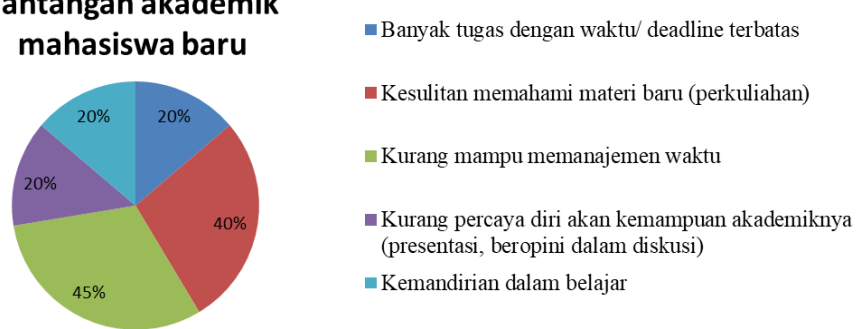 antangan akademik
mahasiswa baru
20%
20%
40%
20%
45%
Banyak tugas dengan waktu/ deadline terbatas
Kesulitan memahami materi baru (perkuliahan)
Kurang mampu memanajemen waktu
Kurang percaya diri akan kemampuan akademiknya
(presentasi, beropini dalam diskusi)
Kemandirian dalam belajar